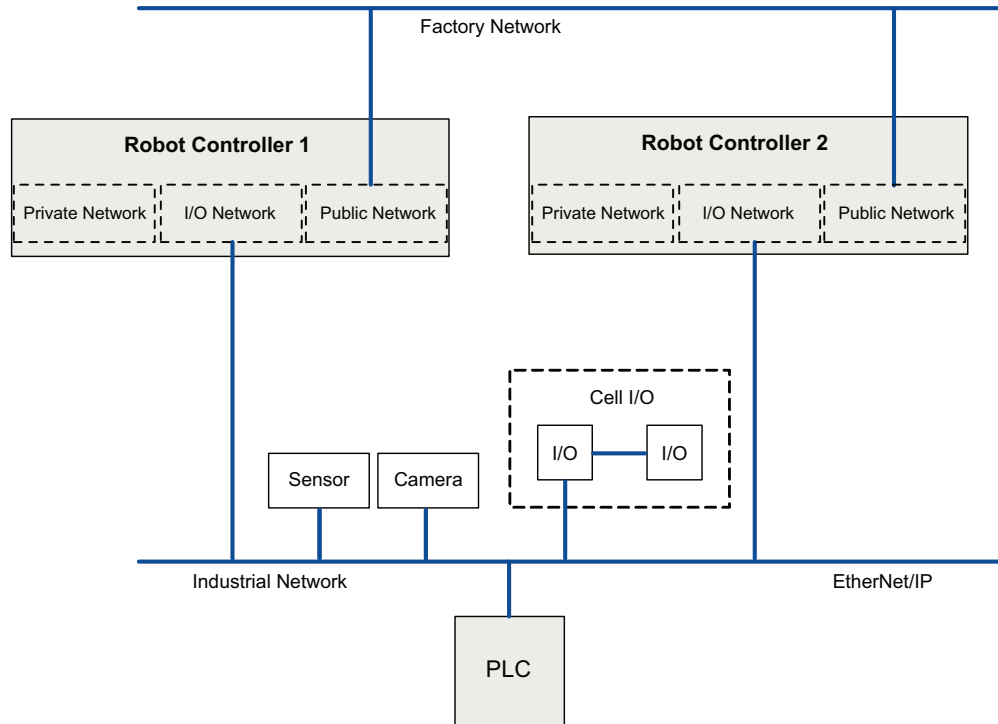 Factory Network
Robot Controller 1
Robot Controller 2
Private Network
I/O Network
Public Network
Private Network
I/O Network
Public Network
Cell I/O
I/O
I/O
Sensor
Camera
Industrial Network
EtherNet/IP
PLC